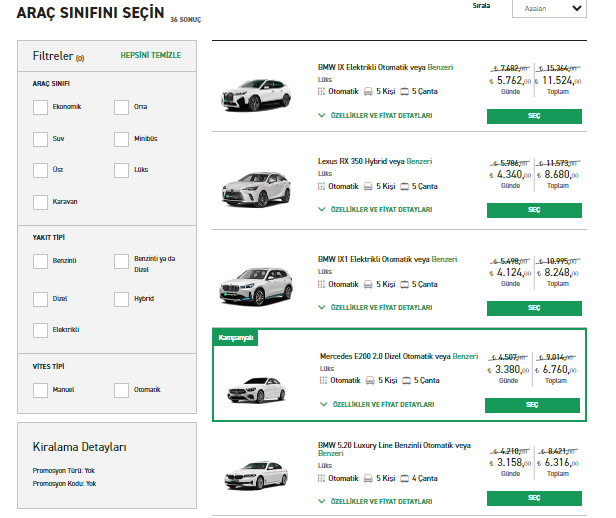 ARAÇ SINIFINI SEÇİN 36 SONUÇ
Sırala
Azalan
Filtreler (0) HEPSİNİ TEMİZLE
ARAÇ SINIFI
Ekonomik
Orta
Suv
Minibüs
Üst
Lüks
Karavan
YAKIT TİPİ
Benzinli
Benzinli ya da
Dizel
Dizel
Hybrid
Elektrikli
VİTES TİPİ
Manuel
Otomatik
Kiralama Detayları
Promosyon Türü: Yok
Promosyon Kodu: Yok
BMW IX Elektrikli Otomatik veya Benzeri
Lüks
Otomatik 5 Kişi 5 Çanta
ÖZELLİKLER VE FİYAT DETAYLARI
₺ 7.682,00 ₺ 15.364,00
₺ 5.762,00 ₺ 11.524,00
Günde Toplam
SEÇ
Lexus RX 350 Hybrid veya Benzeri
Lüks
Otomatik 5 Kişi 5 Çanta
ÖZELLİKLER VE FİYAT DETAYLARI
₺ 5.786,00 ₺ 11.573,00
₺ 4.340,00 ₺ 8.680,00
Günde Toplam
SEÇ
BMW IX1 Elektrikli Otomatik veya Benzeri
Lüks
Otomatik 5 Kişi 5 Çanta
ÖZELLİKLER VE FİYAT DETAYLARI
₺ 5.498,00 ₺ 10.995,00
₺ 4.124,00 ₺ 8.248,00
Günde Toplam
SEÇ
Kampanyalı
Mercedes E200 2.0 Dizel Otomatik veya Benzeri
Lüks
Otomatik 5 Kişi 5 Çanta
ÖZELLİKLER VE FİYAT DETAYLARI
₺ 4.507,00 ₺ 9.014,00
₺ 3.380,00 ₺ 6.760,00
Günde Toplam
SEÇ
BMW 5.20 Luxury Line Benzinli Otomatik veya
Benzeri
Lüks
Otomatik 5 Kişi 4 Çanta
ÖZELLİKLER VE FİYAT DETAYLARI
₺ 4.210,00 ₺ 8.421,00
₺ 3.158,00 ₺ 6.316,00
Günde Toplam
SEÇ